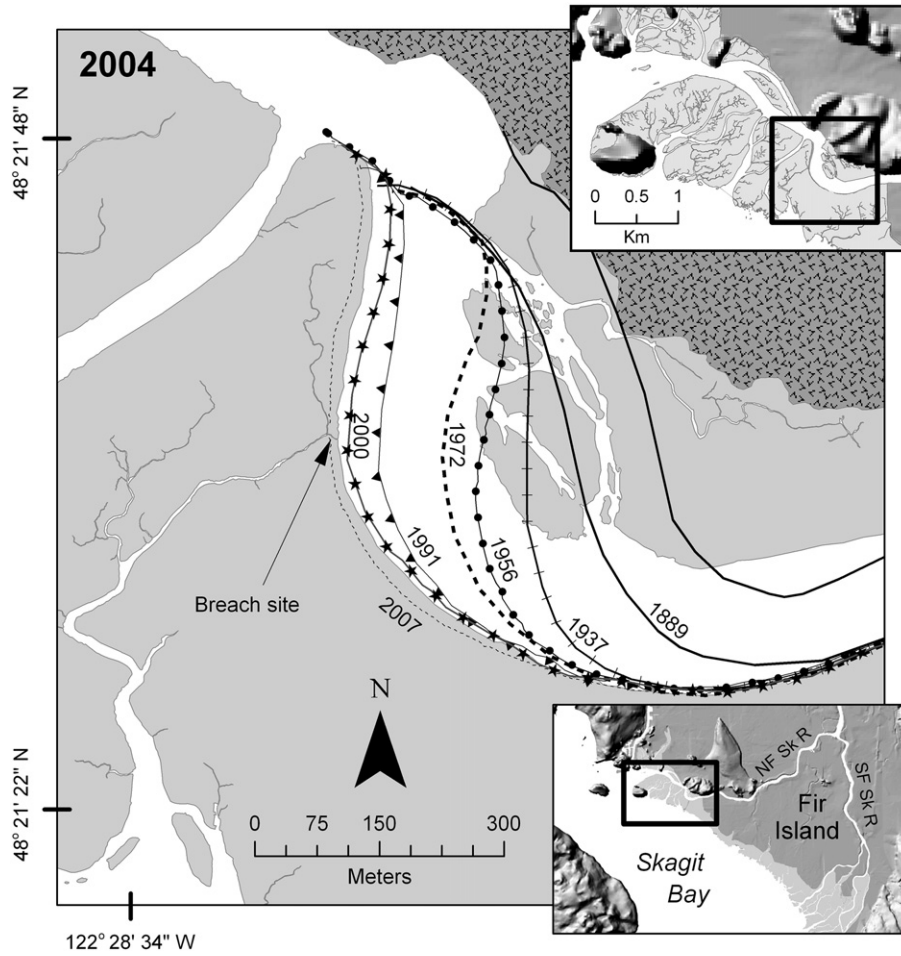 2004
48° 21' 48" N
0 0.5 1
Km
2000
1972
1991
1956
Breach site
2007
1937
1889
N
48° 21' 22" N
0 75 150 300
Meters
NF Sk R
SF Sk R
Fir
Island
Skagit
Bay
122° 28' 34" W